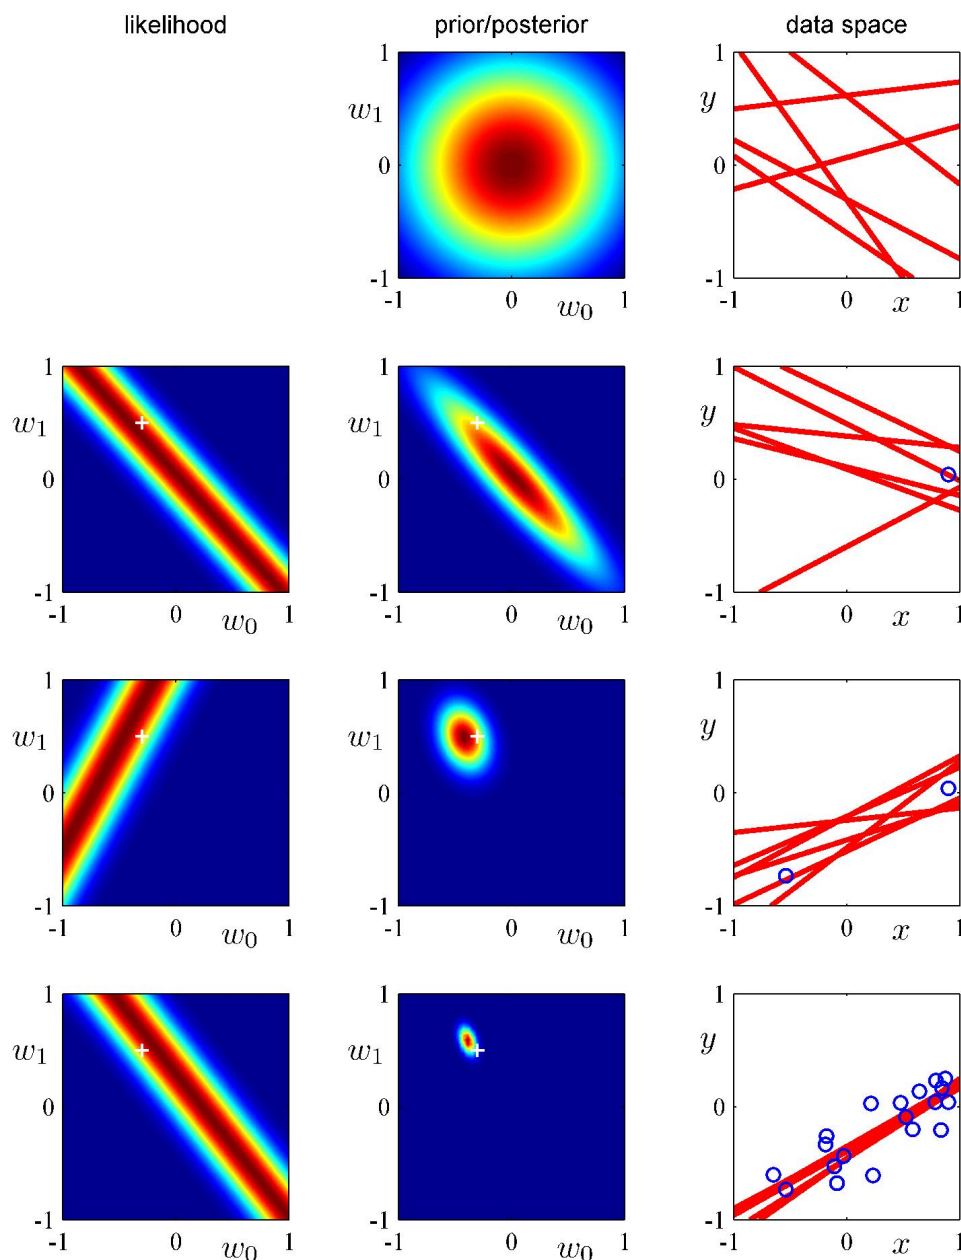 likelihood prior/posterior data space
1 1
w₁ y
0 0
-1 -1
-1 0 w₀ 1 -1 0 x 1
1 1 1
w₁ w₁ y
0 0 0
-1 -1 -1
-1 0 w₀ 1 -1 0 w₀ 1 -1 0 x 1
1 1 1
w₁ w₁ y
0 0 0
-1 -1 -1
-1 0 w₀ 1 -1 0 w₀ 1 -1 0 x 1
1 1 1
w₁ w₁ y
0 0 0
-1 -1 -1
-1 0 w₀ 1 -1 0 w₀ 1 -1 0 x 1